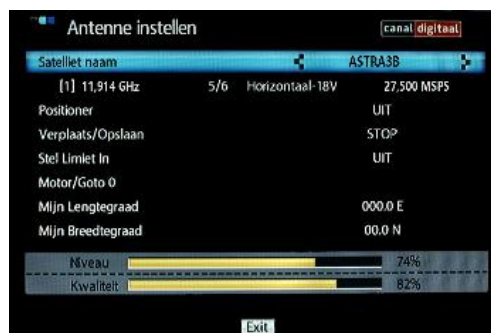 Antenne instellen canal digitaal
Satelliet naam ASTRA3B
[1] 11,914 GHz 5/6 Horizontaal-18V 27,500 MSPS
Positioner UIT
Verplaats/Opslaan STOP
Stel Limiet In UIT
Motor/Goto 0
Mijn Lengtegraad 000.0 E
Mijn Breedtegraad 00.0 N
Niveau 74%
Kwaliteit 82%
Exit